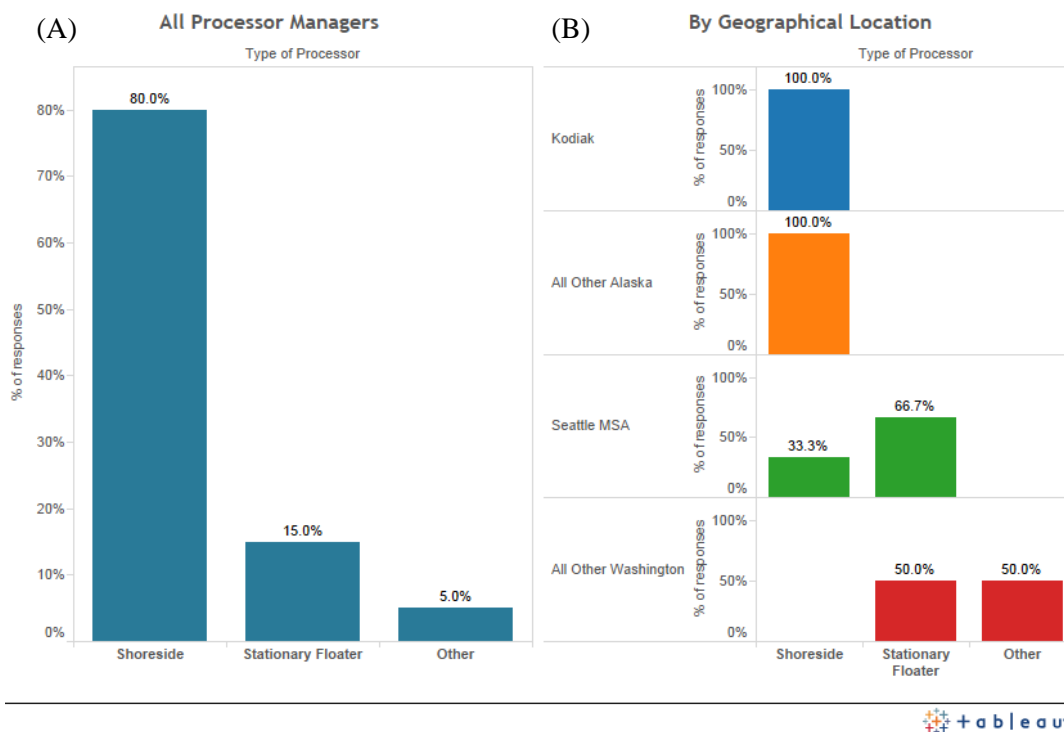 (A)
All Processor Managers
Type of Processor
% of responses
80%
70%
60%
50%
40%
30%
20%
10%
0%
80.0%
15.0%
5.0%
Shoreside
Stationary Floater
Other
(B)
By Geographical Location
Type of Processor
Kodiak
% of responses
100%
50%
0%
100.0%
All Other Alaska
% of responses
100%
50%
0%
100.0%
Seattle MSA
% of responses
100%
50%
0%
33.3%
66.7%
All Other Washington
% of responses
100%
50%
0%
50.0%
50.0%
Shoreside
Stationary
Floater
Other
+ a b l e a u